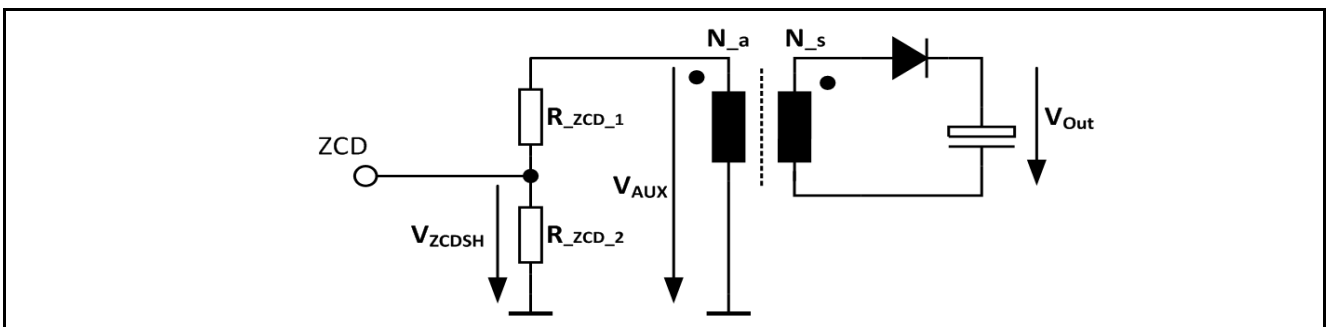 N_a N_s
R_ZCD_1
V_Out
ZCD
V_AUX
V_ZCDSH
R_ZCD_2